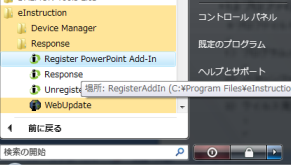 eInstruction
Device Manager
Response
Register PowerPoint Add-In
Response
Unregiste
場所: RegisterAddIn (C:¥Program Files¥eInstructio
WebUpdate
前に戻る
検索の開始
コントロール パネル
既定のプログラム
ヘルプとサポート